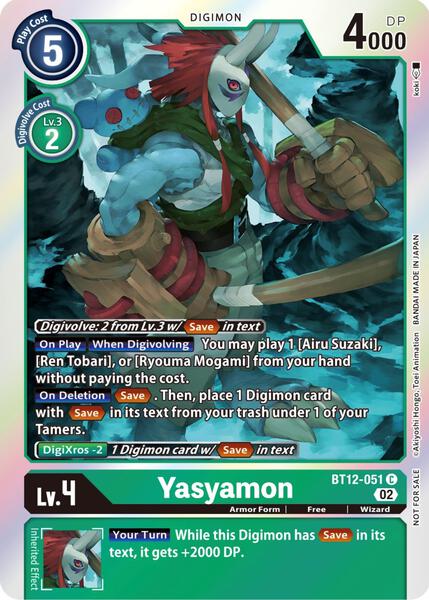 DIGIMON
Play Cost
5
4000
DP
Digivolve Cost
Lv.3
2
koki
Digivolve: 2 from Lv.3 w/ Save in text
On Play When Digivolving You may play 1 [Airu Suzaki],
[Ren Tobari], or [Ryouma Mogami] from your hand
without paying the cost.
On Deletion Save. Then, place 1 Digimon card
with Save in its text from your trash under 1 of your
Tamers.
DigiXros -2 1 Digimon card w/ Save in text
©Akiyoshi Hongo, Toei Animation BANDAI MADE IN JAPAN
NOT FOR SALE
Lv.4
Yasyamon
BT12-051 C
02
Armor Form | Free | Wizard
Inherited Effect
Your Turn While this Digimon has Save in its
text, it gets +2000 DP.